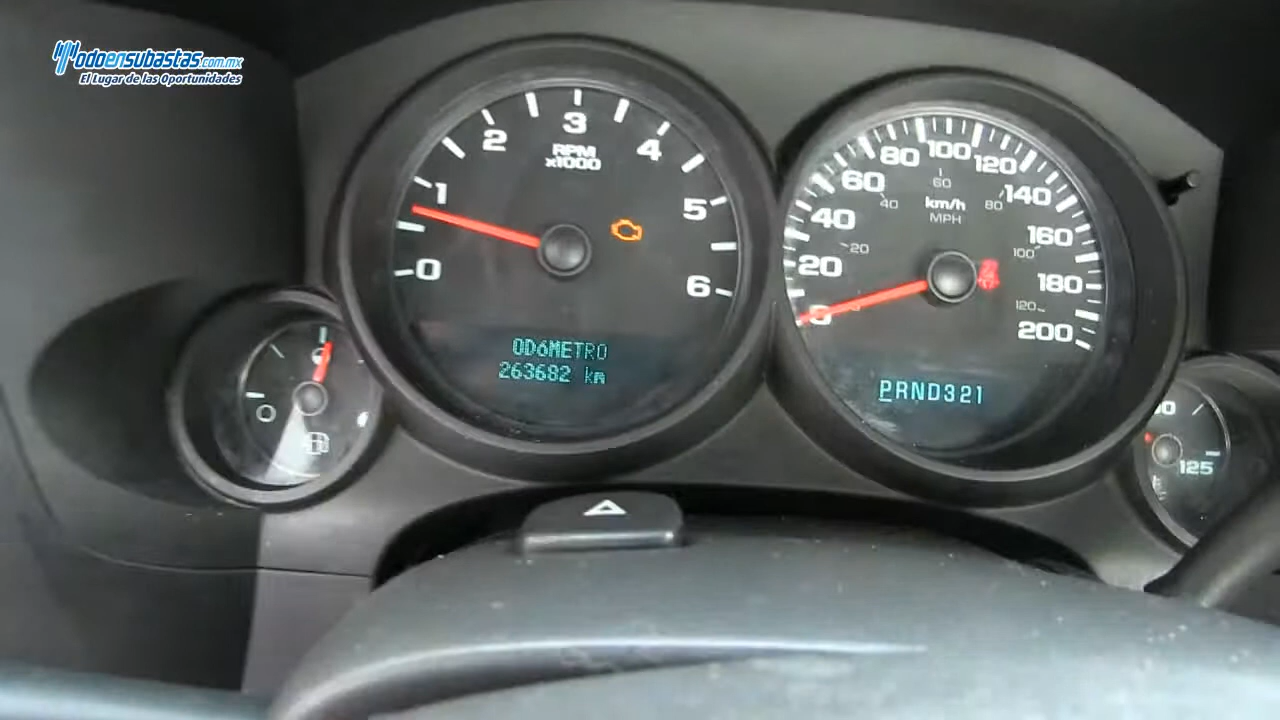 Todoensubastas.com.mx
El Lugar de las Oportunidades
0 1 2 3 4 5 6
RPM
x1000
OD6METRO
263682 km
20 40 60 80 100 120 140 160 180 200
20 40 60 80 100 120
km/h
MPH
PRND321
125